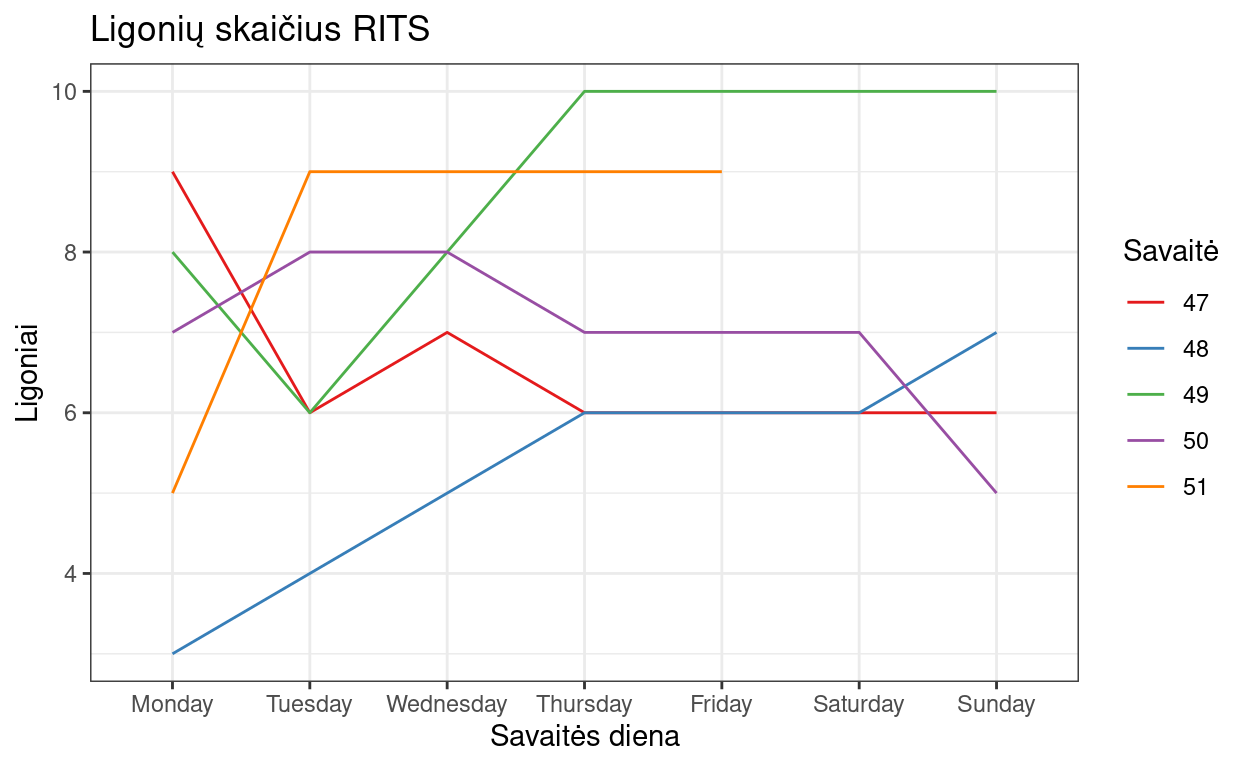 Ligonių skaičius RITS
Ligoniai
10
8
6
4
Monday Tuesday Wednesday Thursday Friday Saturday Sunday
Savaitės diena
Savaitė
47
48
49
50
51